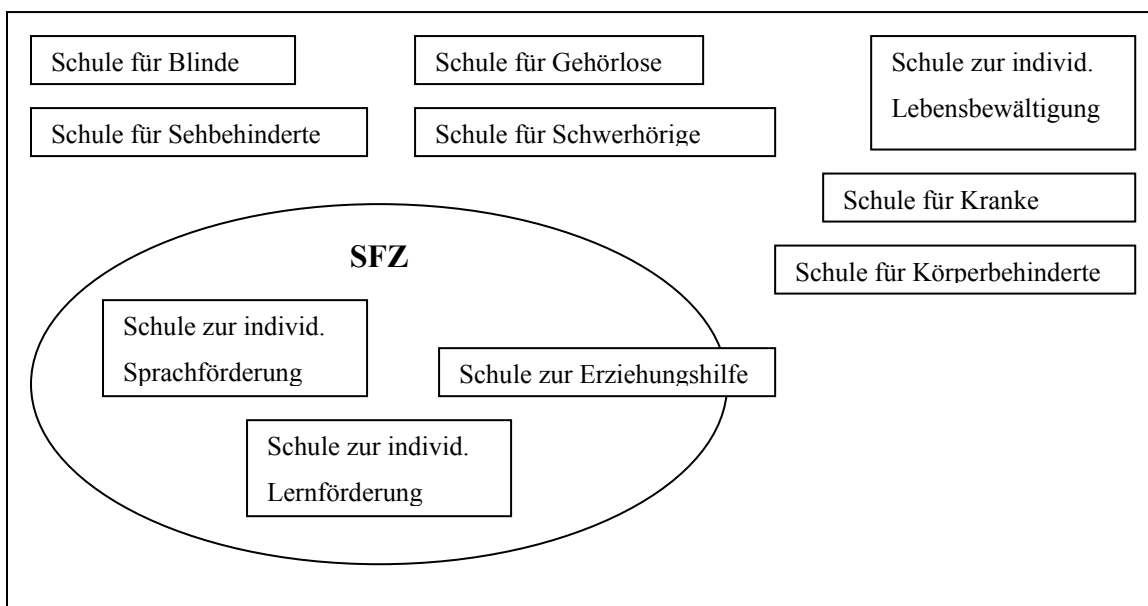 Schule für Blinde
Schule für Gehörlose
Schule zur individ.
Lebensbewältigung
Schule für Sehbehinderte
Schule für Schwerhörige
Schule für Kranke
SFZ
Schule für Körperbehinderte
Schule zur individ.
Sprachförderung
Schule zur Erziehungshilfe
Schule zur individ.
Lernförderung